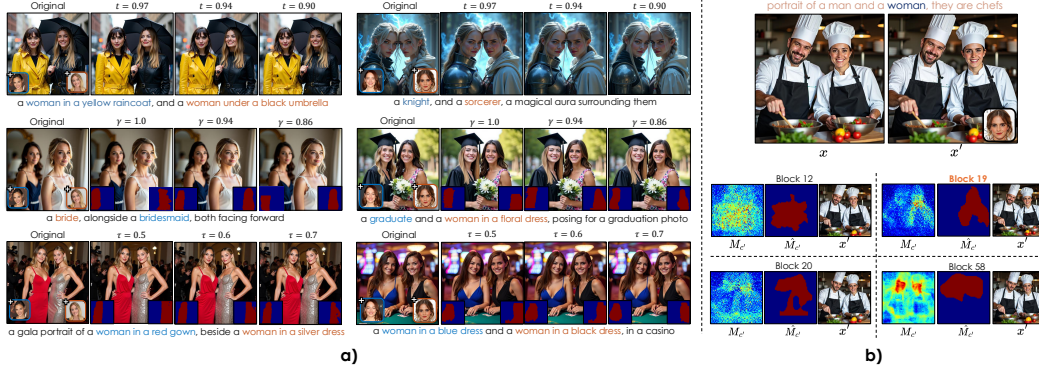 Original t = 0.97 t = 0.94 t = 0.90
a woman in a yellow raincoat, and a woman under a black umbrella
Original t = 0.97 t = 0.94 t = 0.90
a knight, and a sorcerer, a magical aura surrounding them
Original γ = 1.0 γ = 0.94 γ = 0.86
a bride, alongside a bridesmaid, both facing forward
Original γ = 1.0 γ = 0.94 γ = 0.86
a graduate and a woman in a floral dress, posing for a graduation photo
Original τ = 0.5 τ = 0.6 τ = 0.7
a gala portrait of a woman in a red gown, beside a woman in a silver dress
Original τ = 0.5 τ = 0.6 τ = 0.7
a woman in a blue dress and a woman in a black dress, in a casino
a)
portrait of a man and a woman, they are chefs
x x′
Block 12
M_{c′} M̂_{c′} x′
Block 19
M_{c′} M̂_{c′} x′
Block 20
M_{c′} M̂_{c′} x′
Block 58
M_{c′} M̂_{c′} x′
b)